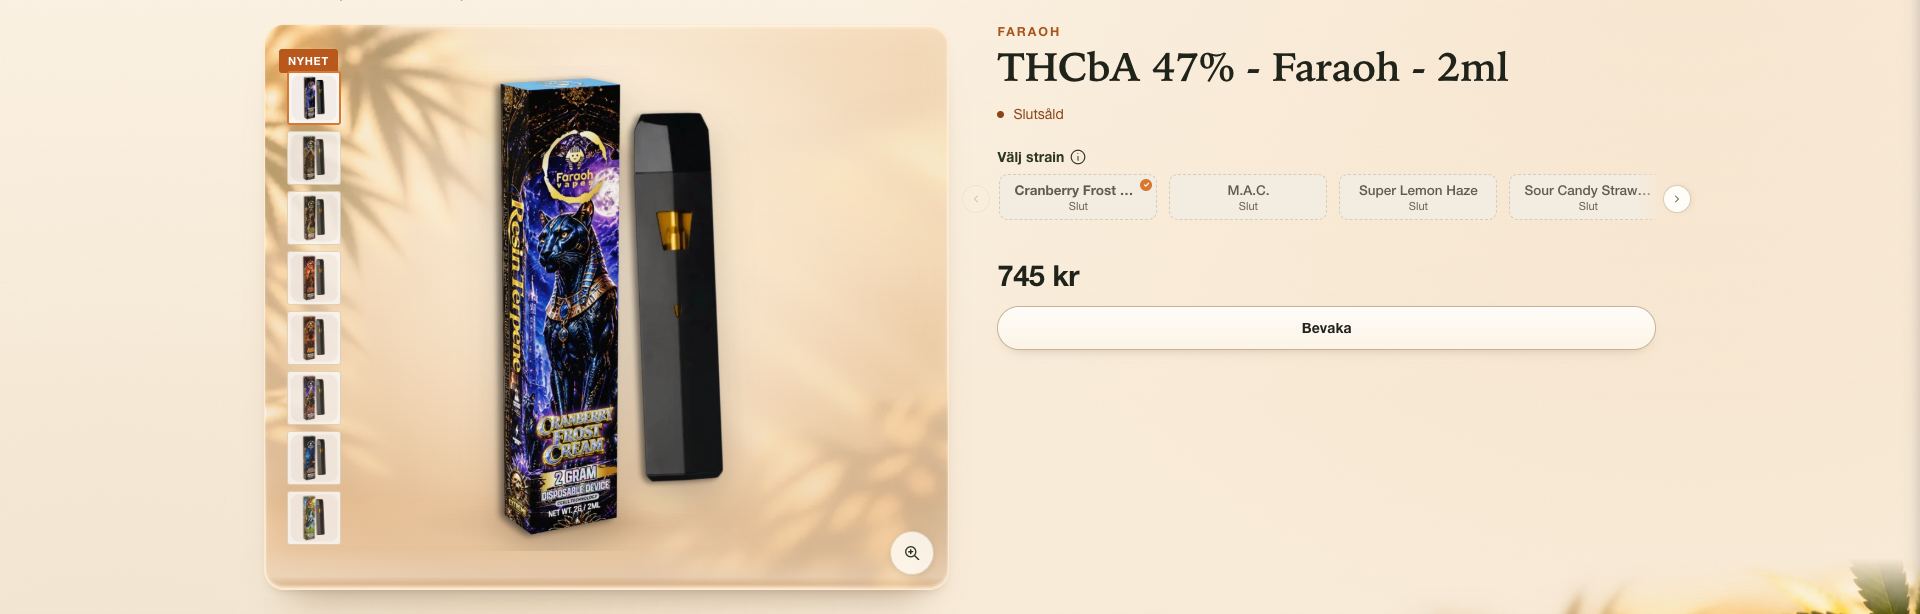 NYHET
Faraoh
vapes
Resin Terpene
CRANBERRY
FROST
CREAM
2 GRAM
DISPOSABLE DEVICE
NET WT. 2G / 2ML
FARAOH
THCbA 47% - Faraoh - 2ml
Slutsåld
Välj strain
Cranberry Frost ...
Slut
M.A.C.
Slut
Super Lemon Haze
Slut
Sour Candy Straw...
Slut
745 kr
Bevaka